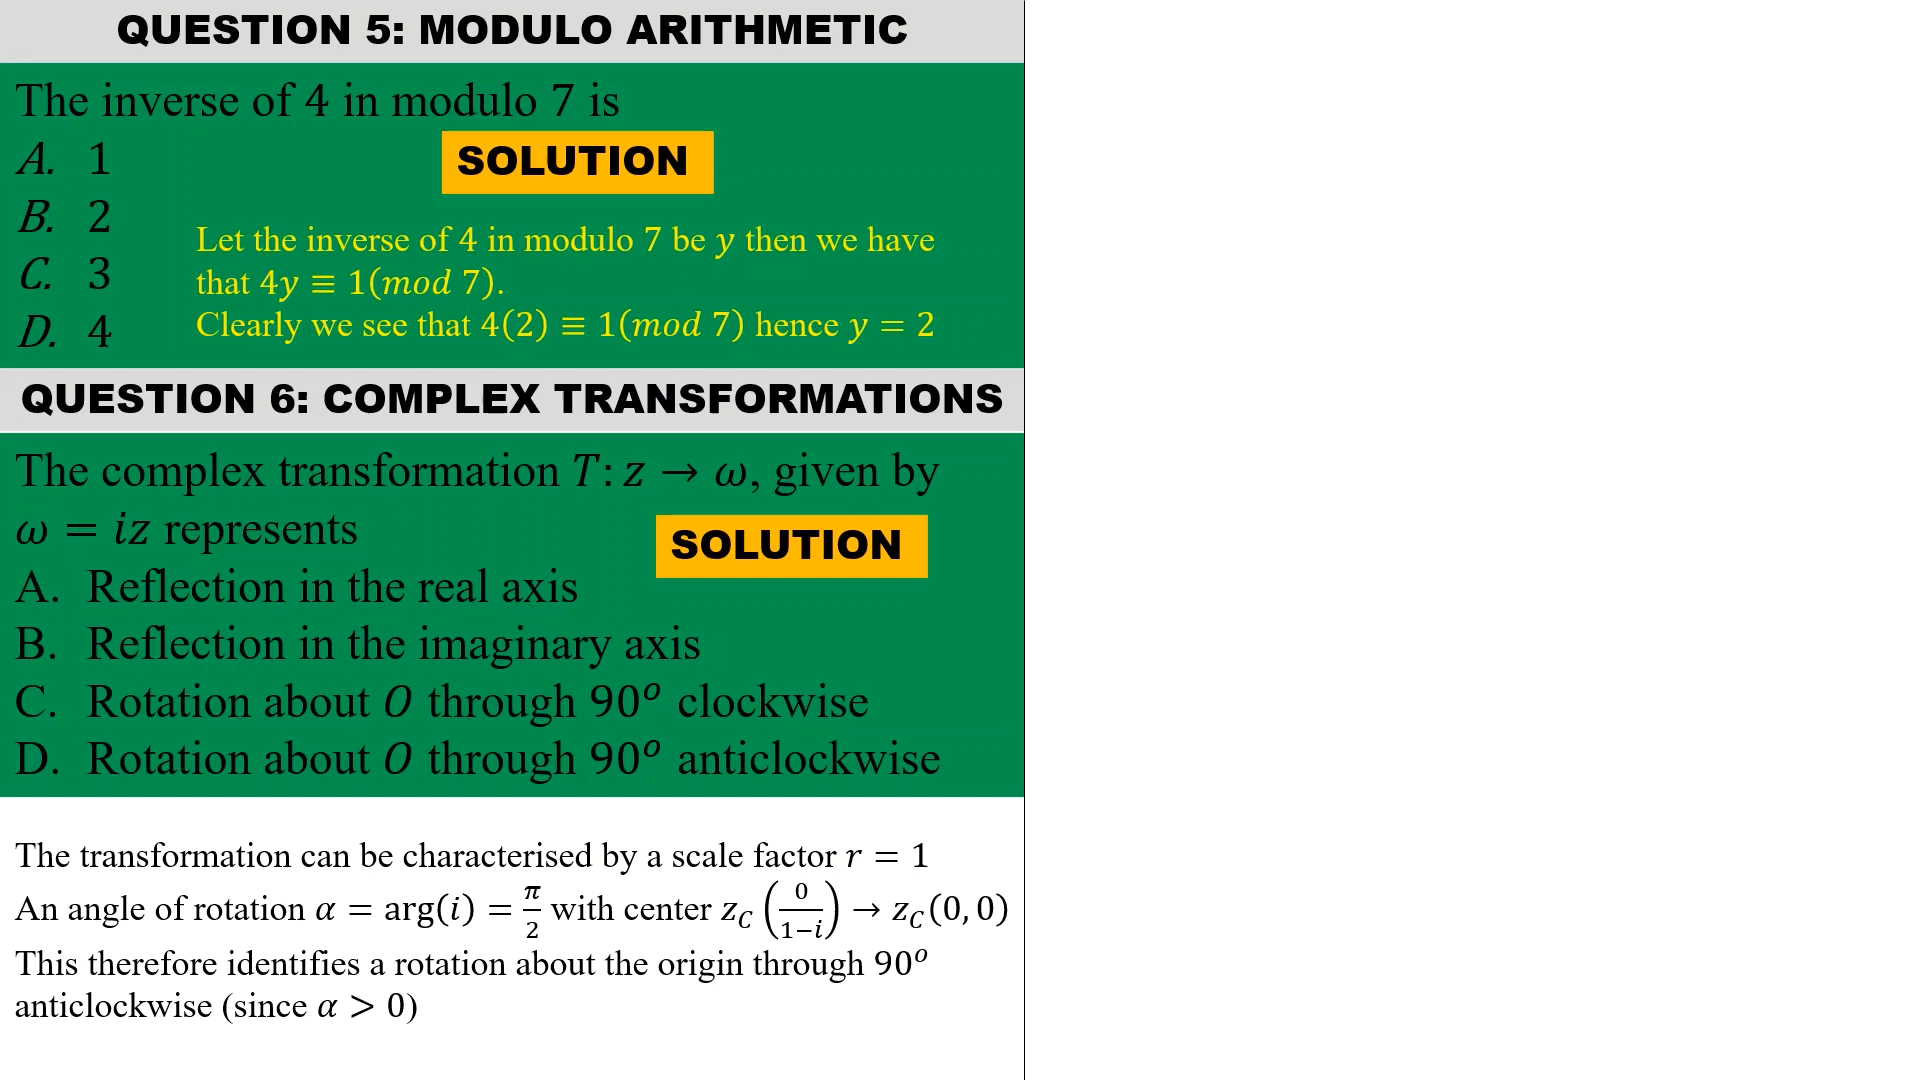 QUESTION 5: MODULO ARITHMETIC
The inverse of 4 in modulo 7 is
A. 1
SOLUTION
B. 2
C. 3
D. 4
Let the inverse of 4 in modulo 7 be y then we have
that 4y ≡ 1(mod 7).
Clearly we see that 4(2) ≡ 1(mod 7) hence y = 2
QUESTION 6: COMPLEX TRANSFORMATIONS
The complex transformation T: z → ω, given by
ω = iz represents
SOLUTION
A. Reflection in the real axis
B. Reflection in the imaginary axis
C. Rotation about O through 90° clockwise
D. Rotation about O through 90° anticlockwise
The transformation can be characterised by a scale factor r = 1
An angle of rotation α = arg(i) = π/2 with center z_C (0/(1−i)) → z_C(0, 0)
This therefore identifies a rotation about the origin through 90°
anticlockwise (since α > 0)